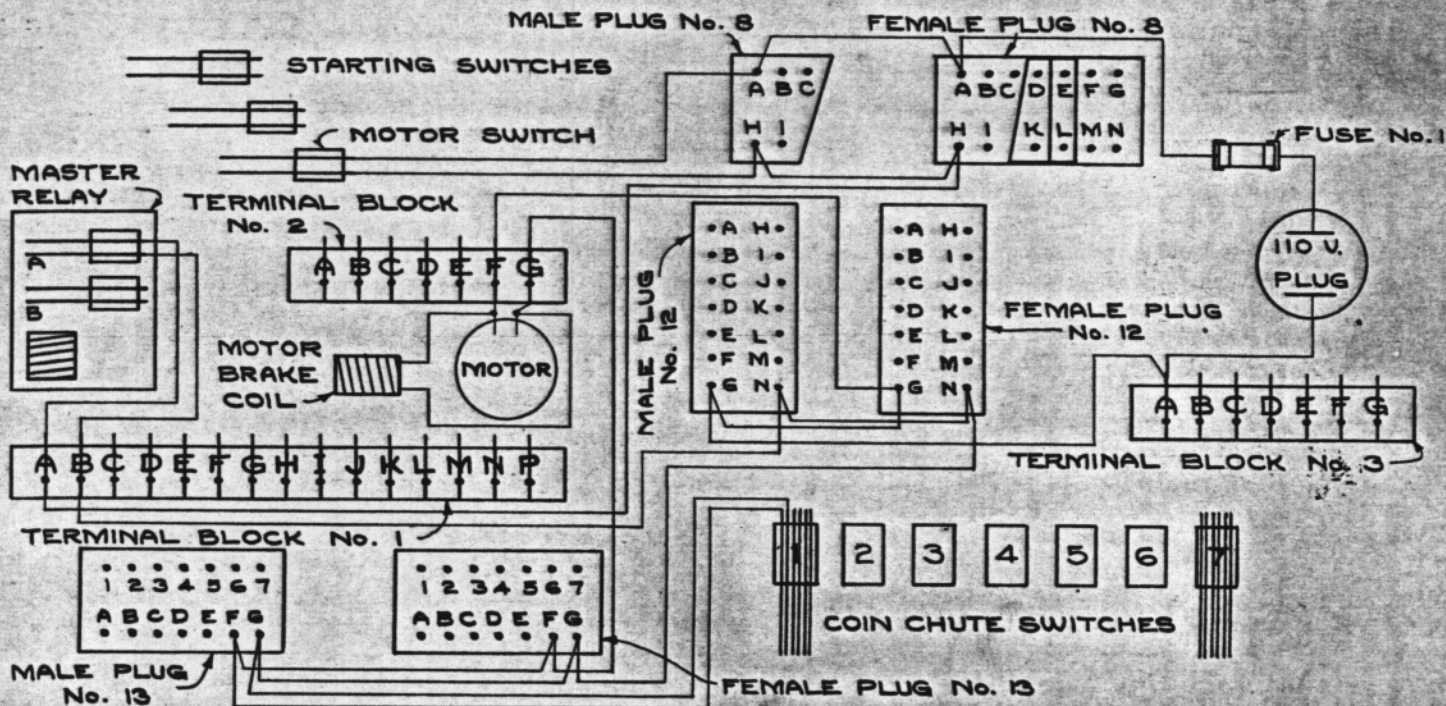 MALE PLUG No. 8
FEMALE PLUG No. 8
STARTING SWITCHES
A B C
A B C D E F G
H I
H I K L M N
MOTOR SWITCH
FUSE No. 1
MASTER
RELAY
A
B
TERMINAL BLOCK
No. 2
A B C D E F G
MALE PLUG
No. 12
A H
B I
C J
D K
E L
F M
G N
A H
B I
C J
D K
E L
F M
G N
FEMALE PLUG
No. 12
110 V.
PLUG
MOTOR
BRAKE
COIL
MOTOR
A B C D E F G
TERMINAL BLOCK No. 3
A B C D E F G H I J K L M N P
TERMINAL BLOCK No. 1
1 2 3 4 5 6 7
A B C D E F G
MALE PLUG
No. 13
1 2 3 4 5 6 7
A B C D E F G
FEMALE PLUG No. 13
1 2 3 4 5 6 7
COIN CHUTE SWITCHES